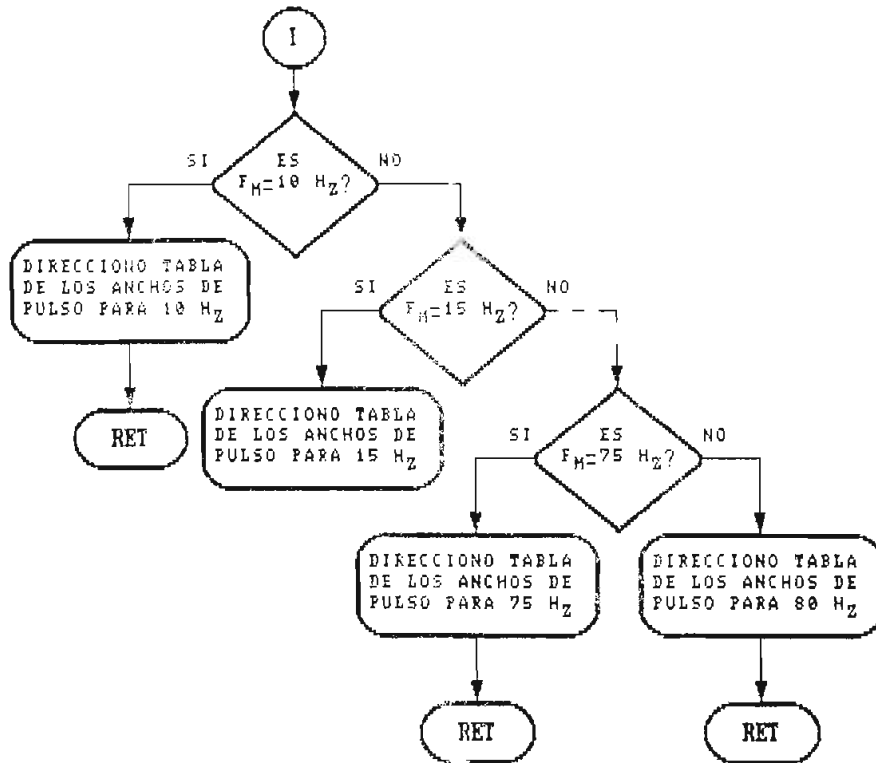 I
SI
ES
NO
F_M=10 H_Z?
DIRECCIONO TABLA
DE LOS ANCHOS DE
PULSO PARA 10 H_Z
RET
SI
ES
NO
F_M=15 H_Z?
DIRECCIONO TABLA
DE LOS ANCHOS DE
PULSO PARA 15 H_Z
SI
ES
NO
F_M=75 H_Z?
DIRECCIONO TABLA
DE LOS ANCHOS DE
PULSO PARA 75 H_Z
RET
DIRECCIONO TABLA
DE LOS ANCHOS DE
PULSO PARA 80 H_Z
RET